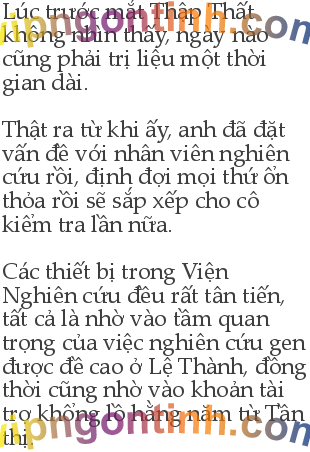 Lúc trước mắt Thập Thất
không nhìn thấy, ngày nào
cũng phải trị liệu một thời
gian dài.
Thật ra từ khi ấy, anh đã đặt
vấn đề với nhân viên nghiên
cứu rồi, định đợi mọi thứ ổn
thỏa rồi sẽ sắp xếp cho cô
kiểm tra lần nữa.
Các thiết bị trong Viện
Nghiên cứu đều rất tân tiến,
tất cả là nhờ vào tầm quan
trọng của việc nghiên cứu gen
được đề cao ở Lệ Thành, đồng
thời cũng nhờ vào khoản tài
trợ khổng lồ hằng năm từ Tân
thị.
vipngontinh.com
vipngontinh.com